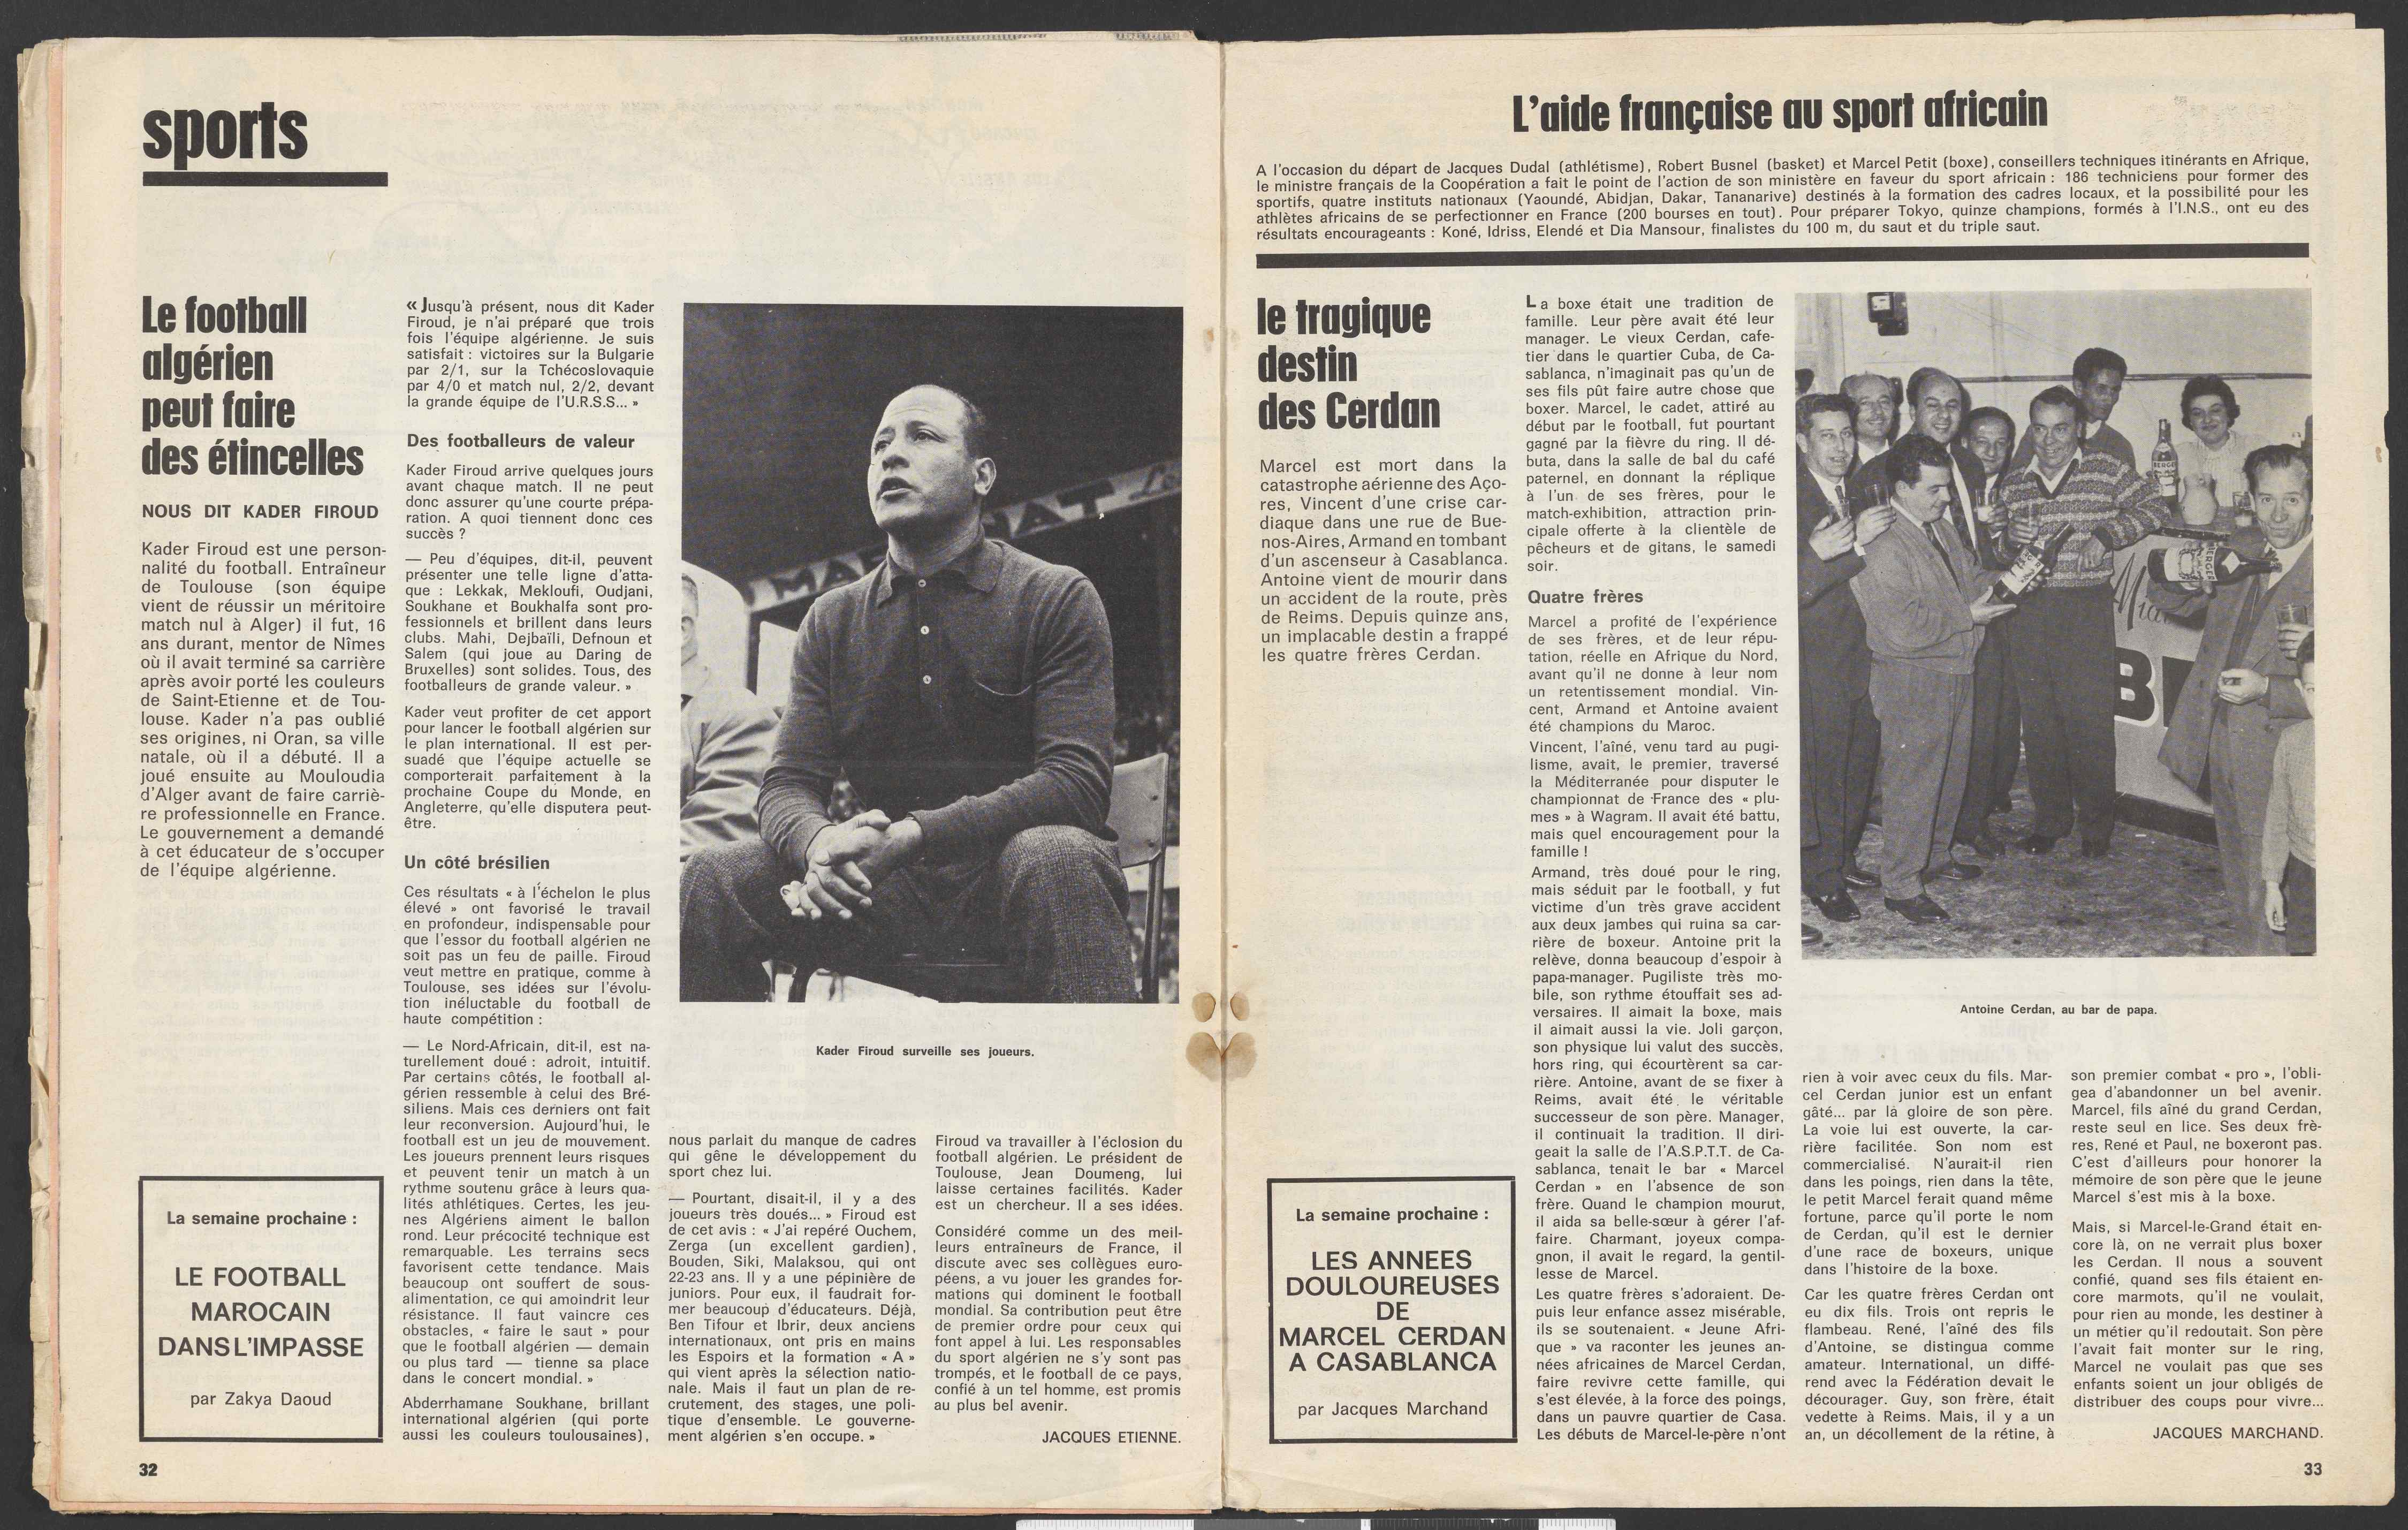 sports
Le football
algérien
peut faire
des étincelles
NOUS DIT KADER FIROUD
Kader Firoud est une person-
nalité du football. Entraîneur
de Toulouse (son équipe
vient de réussir un méritoire
match nul à Alger) il fut, 16
ans durant, mentor de Nîmes
où il avait terminé sa carrière
après avoir porté les couleurs
de Saint-Etienne et de Tou-
louse. Kader n'a pas oublié
ses origines, ni Oran, sa ville
natale, où il a débuté. Il a
joué ensuite au Mouloudia
d'Alger avant de faire carriè-
re professionnelle en France.
Le gouvernement a demandé
à cet éducateur de s'occuper
de l'équipe algérienne.
La semaine prochaine :
LE FOOTBALL
MAROCAIN
DANS L'IMPASSE
par Zakya Daoud
32
« Jusqu'à présent, nous dit Kader
Firoud, je n'ai préparé que trois
fois l'équipe algérienne. Je suis
satisfait : victoires sur la Bulgarie
par 2/1, sur la Tchécoslovaquie
par 4/0 et match nul, 2/2, devant
la grande équipe de l'U.R.S.S... »
Des footballeurs de valeur
Kader Firoud arrive quelques jours
avant chaque match. Il ne peut
donc assurer qu'une courte prépa-
ration. A quoi tiennent donc ces
succès ?
— Peu d'équipes, dit-il, peuvent
présenter une telle ligne d'atta-
que : Lekkak, Mekloufi, Oudjani,
Soukhane et Boukhalfa sont pro-
fessionnels et brillent dans leurs
clubs. Mahi, Dejbaïli, Defnoun et
Salem (qui joue au Daring de
Bruxelles) sont solides. Tous, des
footballeurs de grande valeur. »
Kader veut profiter de cet apport
pour lancer le football algérien sur
le plan international. Il est per-
suadé que l'équipe actuelle se
comporterait parfaitement à la
prochaine Coupe du Monde, en
Angleterre, qu'elle disputera peut-
être.
Un côté brésilien
Ces résultats « à l'échelon le plus
élevé » ont favorisé le travail
en profondeur, indispensable pour
que l'essor du football algérien ne
soit pas un feu de paille. Firoud
veut mettre en pratique, comme à
Toulouse, ses idées sur l'évolu-
tion inéluctable du football de
haute compétition :
— Le Nord-Africain, dit-il, est na-
turellement doué : adroit, intuitif.
Par certains côtés, le football al-
gérien ressemble à celui des Bré-
siliens. Mais ces derniers ont fait
leur reconversion. Aujourd'hui, le
football est un jeu de mouvement.
Les joueurs prennent leurs risques
et peuvent tenir un match à un
rythme soutenu grâce à leurs qua-
lités athlétiques. Certes, les jeu-
nes Algériens aiment le ballon
rond. Leur précocité technique est
remarquable. Les terrains secs
favorisent cette tendance. Mais
beaucoup ont souffert de sous-
alimentation, ce qui amoindrit leur
résistance. Il faut vaincre ces
obstacles, « faire le saut » pour
que le football algérien — demain
ou plus tard — tienne sa place
dans le concert mondial. »
Abderrhamane Soukhane, brillant
international algérien (qui porte
aussi les couleurs toulousaines),
Kader Firoud surveille ses joueurs.
nous parlait du manque de cadres
qui gêne le développement du
sport chez lui.
— Pourtant, disait-il, il y a des
joueurs très doués... » Firoud est
de cet avis : « J'ai repéré Ouchem,
Zerga (un excellent gardien),
Bouden, Siki, Malaksou, qui ont
22-23 ans. Il y a une pépinière de
juniors. Pour eux, il faudrait for-
mer beaucoup d'éducateurs. Déjà,
Ben Tifour et Ibrir, deux anciens
internationaux, ont pris en mains
les Espoirs et la formation « A »
qui vient après la sélection natio-
nale. Mais il faut un plan de re-
crutement, des stages, une poli-
tique d'ensemble. Le gouverne-
ment algérien s'en occupe. »
Firoud va travailler à l'éclosion du
football algérien. Le président de
Toulouse, Jean Doumeng, lui
laisse certaines facilités. Kader
est un chercheur. Il a ses idées.
Considéré comme un des meil-
leurs entraîneurs de France, il
discute avec ses collègues euro-
péens, a vu jouer les grandes for-
mations qui dominent le football
mondial. Sa contribution peut être
de premier ordre pour ceux qui
font appel à lui. Les responsables
du sport algérien ne s'y sont pas
trompés, et le football de ce pays,
confié à un tel homme, est promis
au plus bel avenir.
JACQUES ETIENNE.
L'aide française au sport africain
A l'occasion du départ de Jacques Dudal (athlétisme), Robert Busnel (basket) et Marcel Petit (boxe), conseillers techniques itinérants en Afrique,
le ministre français de la Coopération a fait le point de l'action de son ministère en faveur du sport africain : 186 techniciens pour former des
sportifs, quatre instituts nationaux (Yaoundé, Abidjan, Dakar, Tananarive) destinés à la formation des cadres locaux, et la possibilité pour les
athlètes africains de se perfectionner en France (200 bourses en tout). Pour préparer Tokyo, quinze champions, formés à l'I.N.S., ont eu des
résultats encourageants : Koné, Idriss, Elendé et Dia Mansour, finalistes du 100 m, du saut et du triple saut.
le tragique
destin
des Cerdan
Marcel est mort dans la
catastrophe aérienne des Aço-
res, Vincent d'une crise car-
diaque dans une rue de Bue-
nos-Aires, Armand en tombant
d'un ascenseur à Casablanca.
Antoine vient de mourir dans
un accident de la route, près
de Reims. Depuis quinze ans,
un implacable destin a frappé
les quatre frères Cerdan.
La semaine prochaine :
LES ANNEES
DOULOUREUSES
DE
MARCEL CERDAN
A CASABLANCA
par Jacques Marchand
La boxe était une tradition de
famille. Leur père avait été leur
manager. Le vieux Cerdan, cafe-
tier dans le quartier Cuba, de Ca-
sablanca, n'imaginait pas qu'un de
ses fils pût faire autre chose que
boxer. Marcel, le cadet, attiré au
début par le football, fut pourtant
gagné par la fièvre du ring. Il dé-
buta, dans la salle de bal du café
paternel, en donnant la réplique
à l'un de ses frères, pour le
match-exhibition, attraction prin-
cipale offerte à la clientèle de
pêcheurs et de gitans, le samedi
soir.
Quatre frères
Marcel a profité de l'expérience
de ses frères, et de leur répu-
tation, réelle en Afrique du Nord,
avant qu'il ne donne à leur nom
un retentissement mondial. Vin-
cent, Armand et Antoine avaient
été champions du Maroc.
Vincent, l'aîné, venu tard au pugi-
lisme, avait, le premier, traversé
la Méditerranée pour disputer le
championnat de France des « plu-
mes » à Wagram. Il avait été battu,
mais quel encouragement pour la
famille !
Armand, très doué pour le ring,
mais séduit par le football, y fut
victime d'un très grave accident
aux deux jambes qui ruina sa car-
rière de boxeur. Antoine prit la
relève, donna beaucoup d'espoir à
papa-manager. Pugiliste très mo-
bile, son rythme étouffait ses ad-
versaires. Il aimait la boxe, mais
il aimait aussi la vie. Joli garçon,
son physique lui valut des succès,
hors ring, qui écourtèrent sa car-
rière. Antoine, avant de se fixer à
Reims, avait été le véritable
successeur de son père. Manager,
il continuait la tradition. Il diri-
geait la salle de l'A.S.P.T.T. de Ca-
sablanca, tenait le bar « Marcel
Cerdan » en l'absence de son
frère. Quand le champion mourut,
il aida sa belle-sœur à gérer l'af-
faire. Charmant, joyeux compa-
gnon, il avait le regard, la gentil-
lesse de Marcel.
Les quatre frères s'adoraient. De-
puis leur enfance assez misérable,
ils se soutenaient. « Jeune Afri-
que » va raconter les jeunes an-
nées africaines de Marcel Cerdan,
faire revivre cette famille, qui
s'est élevée, à la force des poings,
dans un pauvre quartier de Casa.
Les débuts de Marcel-le-père n'ont
BERGER
BERGER
B
Antoine Cerdan, au bar de papa.
rien à voir avec ceux du fils. Mar-
cel Cerdan junior est un enfant
gâté... par la gloire de son père.
La voie lui est ouverte, la car-
rière facilitée. Son nom est
commercialisé. N'aurait-il rien
dans les poings, rien dans la tête,
le petit Marcel ferait quand même
fortune, parce qu'il porte le nom
de Cerdan, qu'il est le dernier
d'une race de boxeurs, unique
dans l'histoire de la boxe.
Car les quatre frères Cerdan ont
eu dix fils. Trois ont repris le
flambeau. René, l'aîné des fils
d'Antoine, se distingua comme
amateur. International, un diffé-
rend avec la Fédération devait le
décourager. Guy, son frère, était
vedette à Reims. Mais, il y a un
an, un décollement de la rétine, à
son premier combat « pro », l'obli-
gea d'abandonner un bel avenir.
Marcel, fils aîné du grand Cerdan,
reste seul en lice. Ses deux frè-
res, René et Paul, ne boxeront pas.
C'est d'ailleurs pour honorer la
mémoire de son père que le jeune
Marcel s'est mis à la boxe.
Mais, si Marcel-le-Grand était en-
core là, on ne verrait plus boxer
les Cerdan. Il nous a souvent
confié, quand ses fils étaient en-
core marmots, qu'il ne voulait,
pour rien au monde, les destiner à
un métier qu'il redoutait. Son père
l'avait fait monter sur le ring,
Marcel ne voulait pas que ses
enfants soient un jour obligés de
distribuer des coups pour vivre...
JACQUES MARCHAND.
33